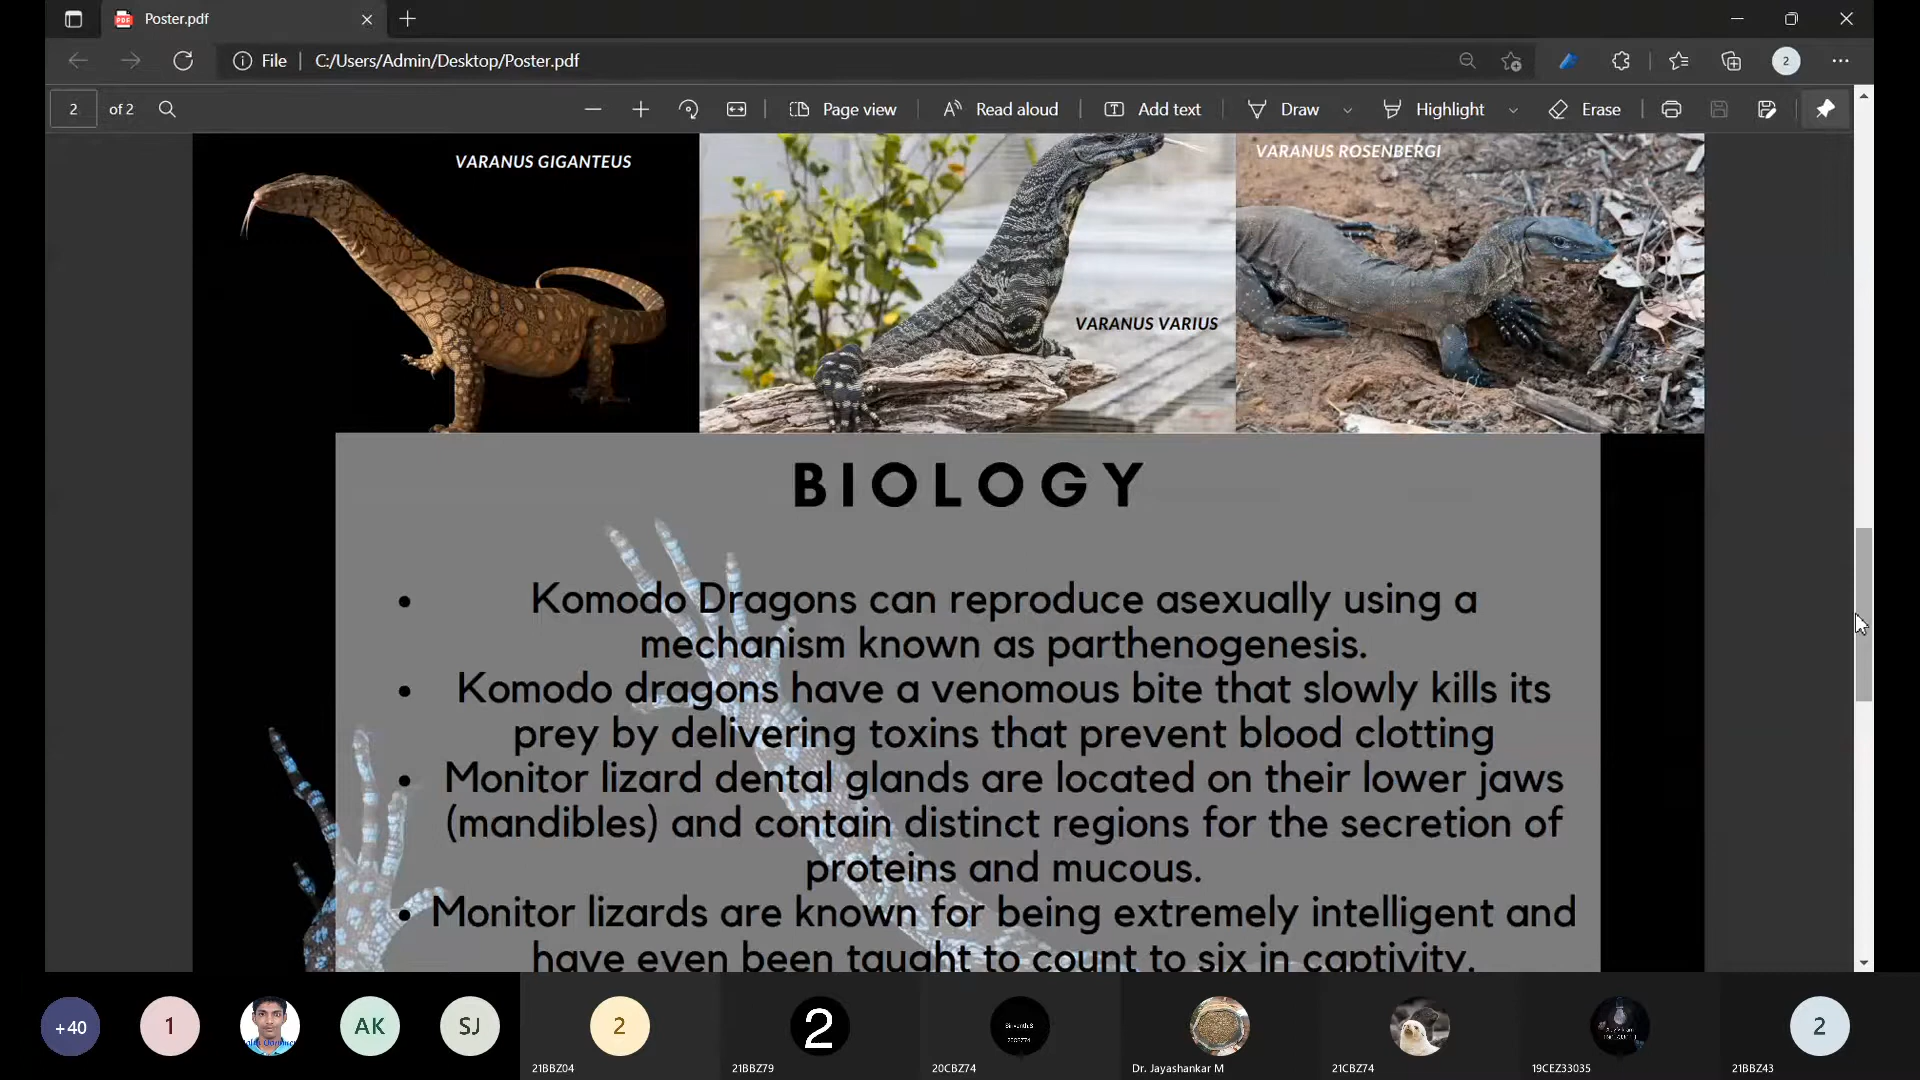 Poster.pdf
File
C:/Users/Admin/Desktop/Poster.pdf
2
2
of 2
Page view
Read aloud
Add text
Draw
Highlight
Erase
VARANUS GIGANTEUS
VARANUS VARIUS
VARANUS ROSENBERGI
BIOLOGY
• Komodo Dragons can reproduce asexually using a
mechanism known as parthenogenesis.
• Komodo dragons have a venomous bite that slowly kills its
prey by delivering toxins that prevent blood clotting
• Monitor lizard dental glands are located on their lower jaws
(mandibles) and contain distinct regions for the secretion of
proteins and mucous.
• Monitor lizards are known for being extremely intelligent and
have even been taught to count to six in captivity.
+40
1
AK
SJ
2
2
2
21BBZ04
21BBZ79
20CBZ74
Dr. Jayashankar M
21CBZ74
19CEZ33035
21BBZ43